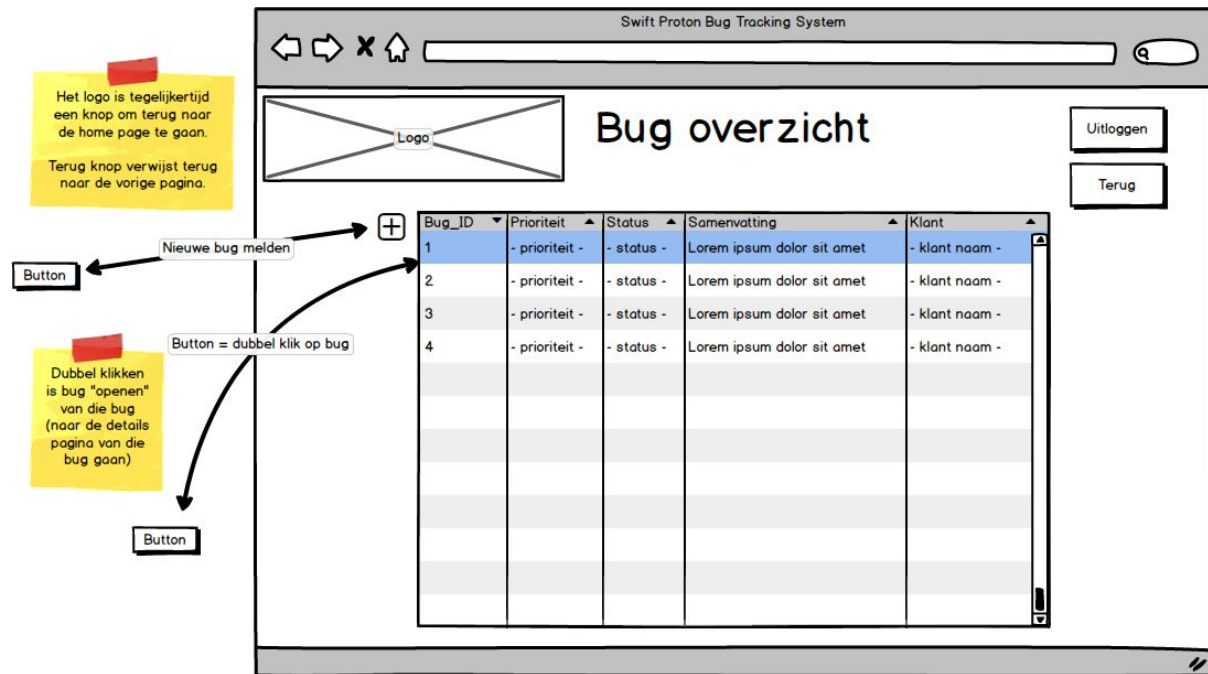 Swift Proton Bug Tracking System
Het logo is tegelijkertijd
een knop om terug naar
de home page te gaan.
Terug knop verwijst terug
naar de vorige pagina.
Logo
Bug overzicht
Uitloggen
Terug
Nieuwe bug melden
Button
Button = dubbel klik op bug
Dubbel klikken
is bug "openen"
van die bug
(naar de details
pagina van die
bug gaan)
Button
Bug_ID Prioriteit Status Samenvatting Klant
1 - prioriteit - - status - Lorem ipsum dolor sit amet - klant naam -
2 - prioriteit - - status - Lorem ipsum dolor sit amet - klant naam -
3 - prioriteit - - status - Lorem ipsum dolor sit amet - klant naam -
4 - prioriteit - - status - Lorem ipsum dolor sit amet - klant naam -